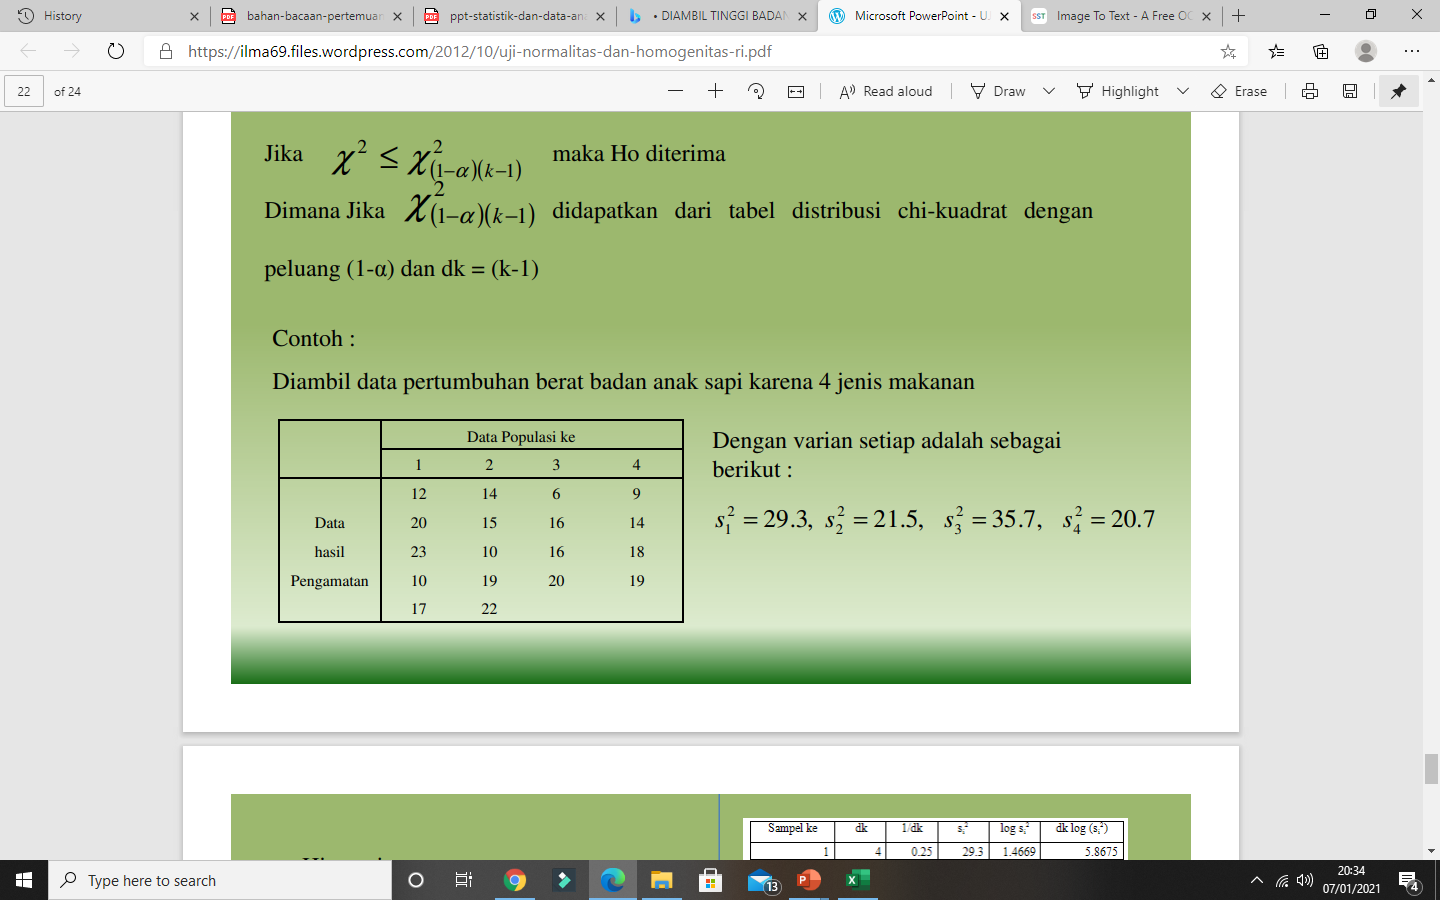 History
bahan-bacaan-pertemuan
ppt-statistik-dan-data-an
• DIAMBIL TINGGI BADAN
Microsoft PowerPoint - U
SST Image To Text - A Free OC
https://ilma69.files.wordpress.com/2012/10/uji-normalitas-dan-homogenitas-ri.pdf
22 of 24 Read aloud Draw Highlight Erase
Jika χ² ≤ χ²(1−α)(k−1) maka Ho diterima
Dimana Jika χ²(1−α)(k−1) didapatkan dari tabel distribusi chi-kuadrat dengan
peluang (1-α) dan dk = (k-1)
Contoh :
Diambil data pertumbuhan berat badan anak sapi karena 4 jenis makanan
Data Populasi ke
1 2 3 4
12 14 6 9
Data 20 15 16 14
hasil 23 10 16 18
Pengamatan 10 19 20 19
17 22
Dengan varian setiap adalah sebagai
berikut :
s₁² = 29.3, s₂² = 21.5, s₃² = 35.7, s₄² = 20.7
Sampel ke dk 1/dk sᵢ² log sᵢ² dk log (sᵢ²)
1 4 0.25 29.3 1.4669 5.8675
Type here to search
13
20:34
07/01/2021
4